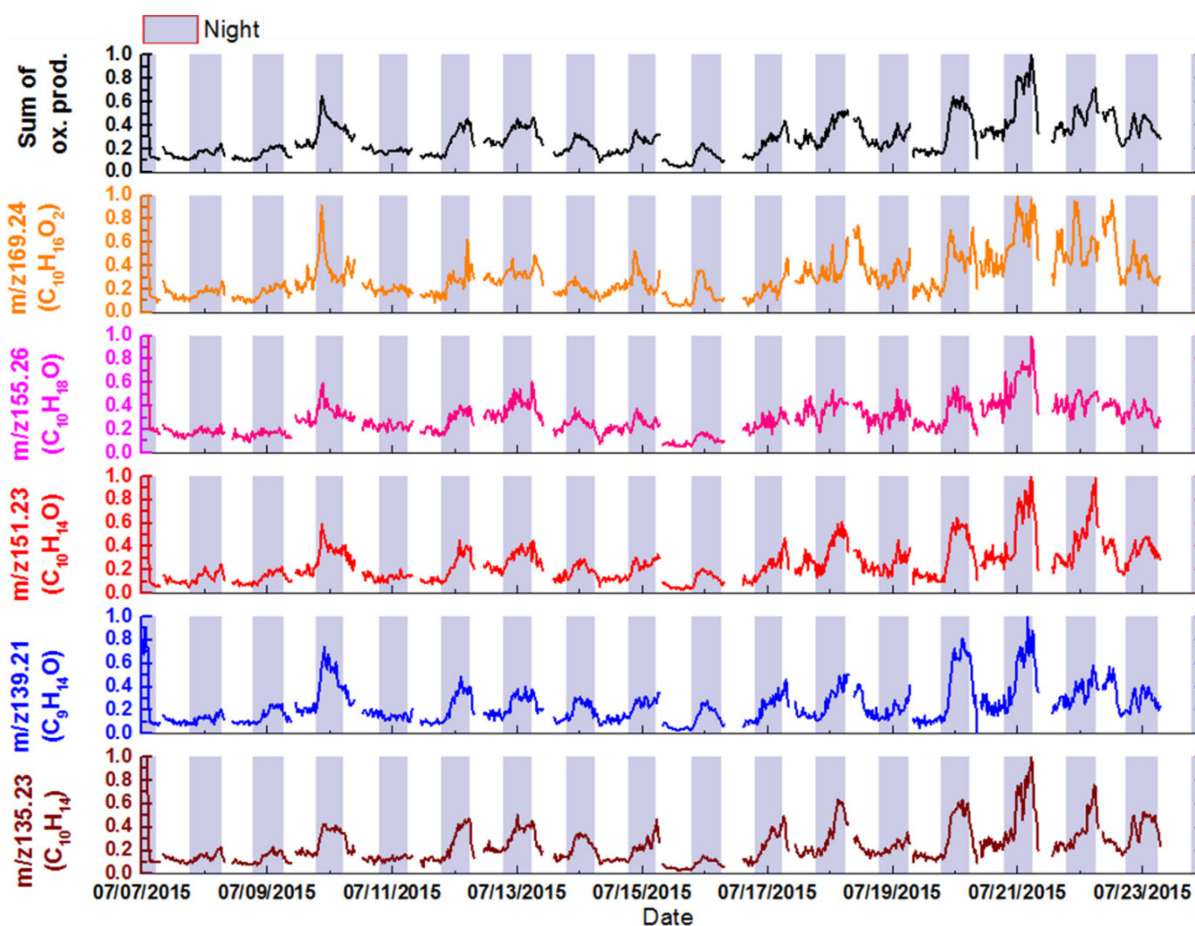 Night
Sum of
ox. prod.
1.0
0.8
0.6
0.4
0.2
0.0
m/z169.24
(C₁₀H₁₆O₂)
1.0
0.8
0.6
0.4
0.2
0.0
m/z155.26
(C₁₀H₁₈O)
1.0
0.8
0.6
0.4
0.2
0.0
m/z151.23
(C₁₀H₁₄O)
1.0
0.8
0.6
0.4
0.2
0.0
m/z139.21
(C₉H₁₄O)
1.0
0.8
0.6
0.4
0.2
0.0
m/z135.23
(C₁₀H₁₄)
1.0
0.8
0.6
0.4
0.2
0.0
07/07/2015 07/09/2015 07/11/2015 07/13/2015 07/15/2015 07/17/2015 07/19/2015 07/21/2015 07/23/2015
Date